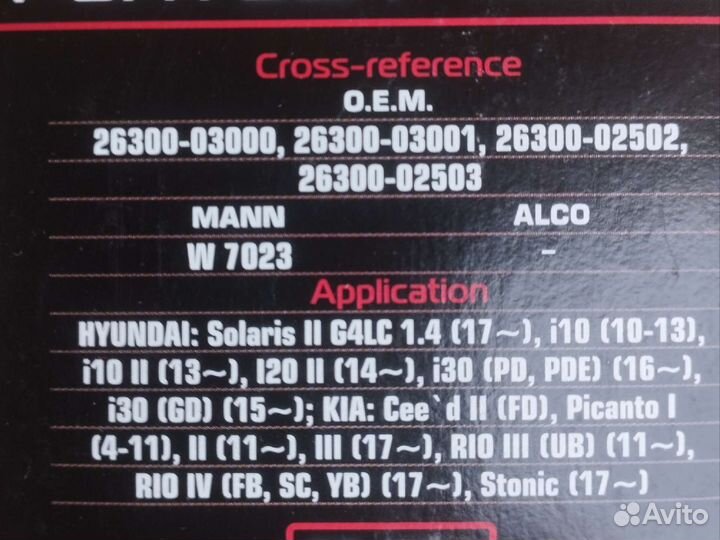 Cross-reference
O.E.M.
26300-03000, 26300-03001, 26300-02502,
26300-02503
MANN ALCO
W 7023 -
Application
HYUNDAI: Solaris II G4LC 1.4 (17~), i10 (10-13),
i10 II (13~), I20 II (14~), i30 (PD, PDE) (16~),
i30 (GD) (15~); KIA: Cee`d II (FD), Picanto I
(4-11), II (11~), III (17~), RIO III (UB) (11~),
RIO IV (FB, SC, YB) (17~), Stonic (17~)
Avito